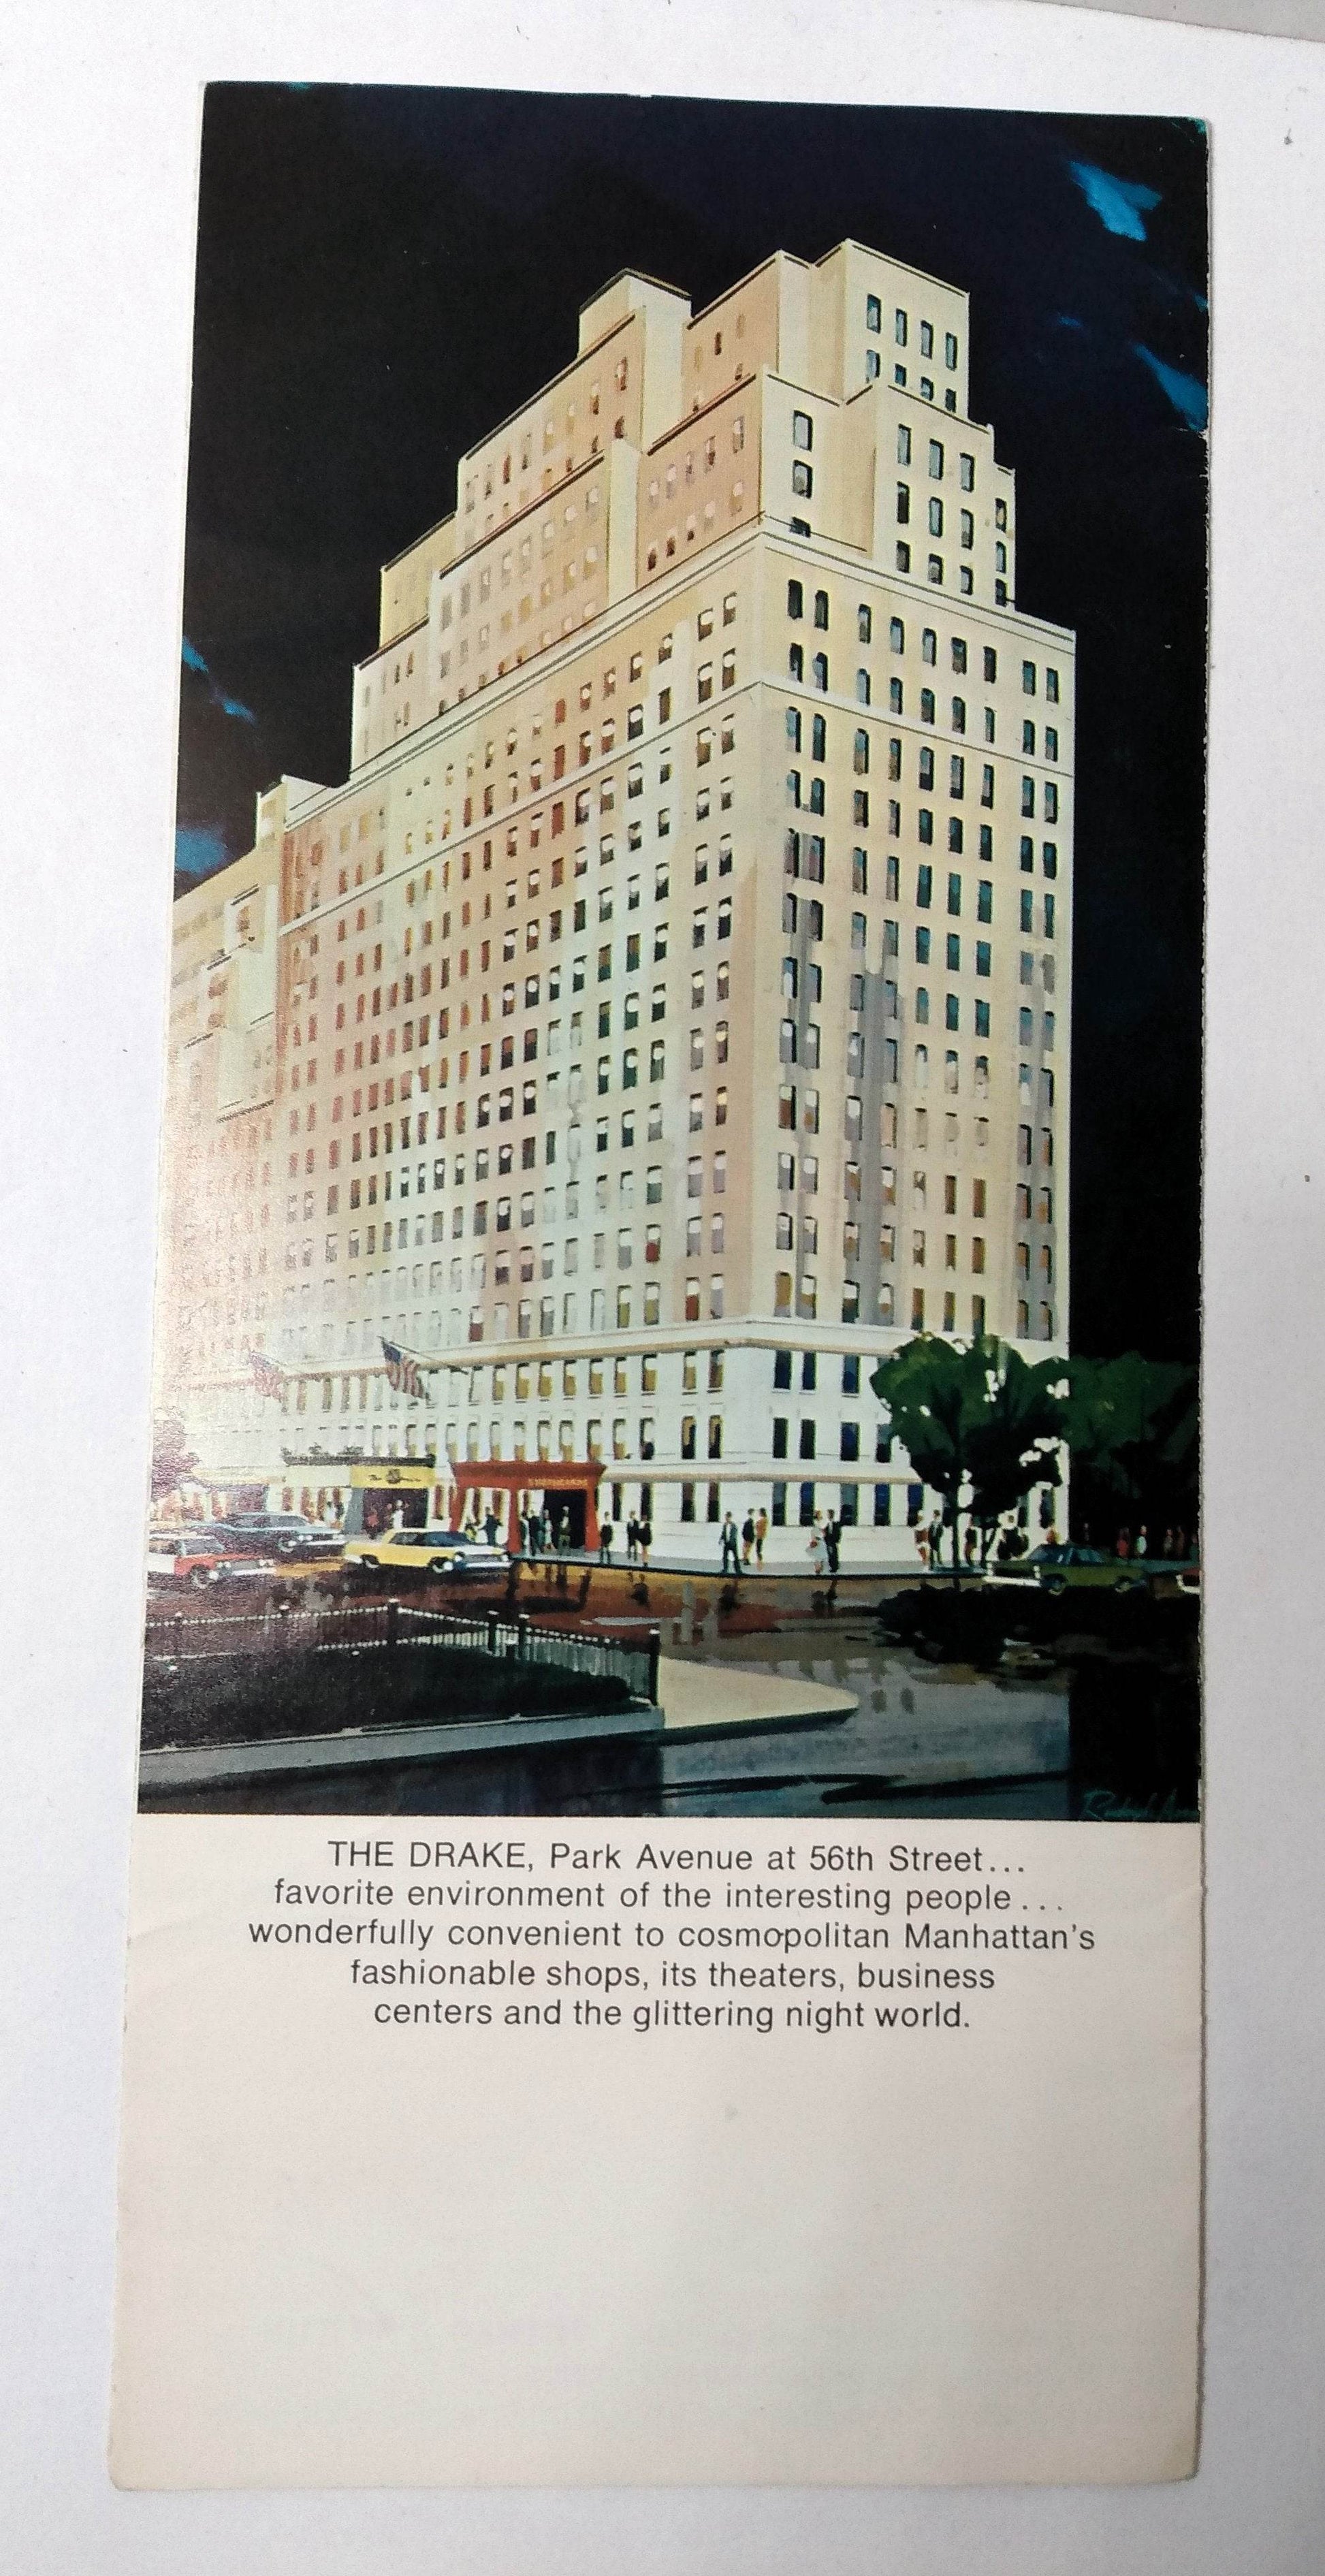 SHEPHEARD'S
THE DRAKE, Park Avenue at 56th Street...
favorite environment of the interesting people...
wonderfully convenient to cosmopolitan Manhattan's
fashionable shops, its theaters, business
centers and the glittering night world.